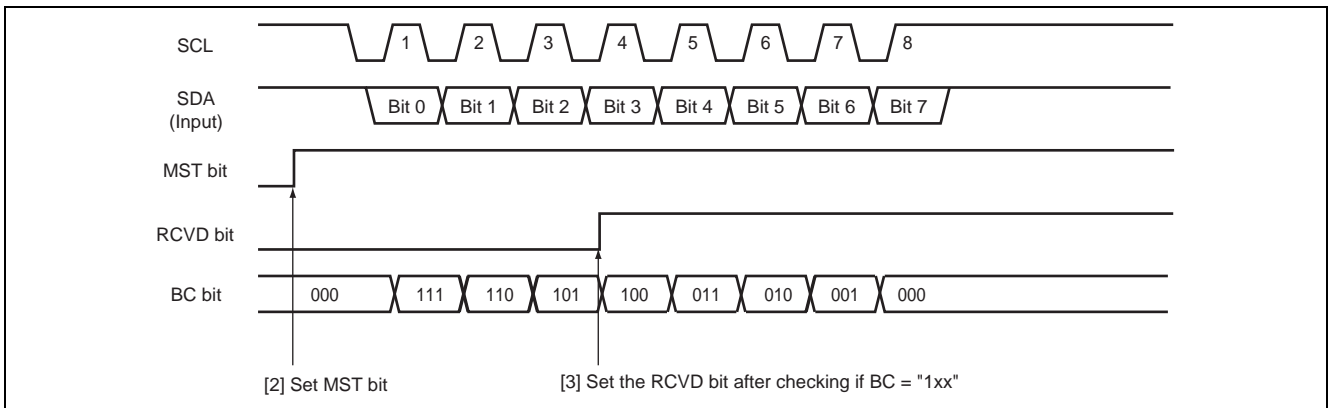 SCL 1 2 3 4 5 6 7 8
SDA
(Input) Bit 0 Bit 1 Bit 2 Bit 3 Bit 4 Bit 5 Bit 6 Bit 7
MST bit
RCVD bit
BC bit 000 111 110 101 100 011 010 001 000
[2] Set MST bit [3] Set the RCVD bit after checking if BC = "1xx"